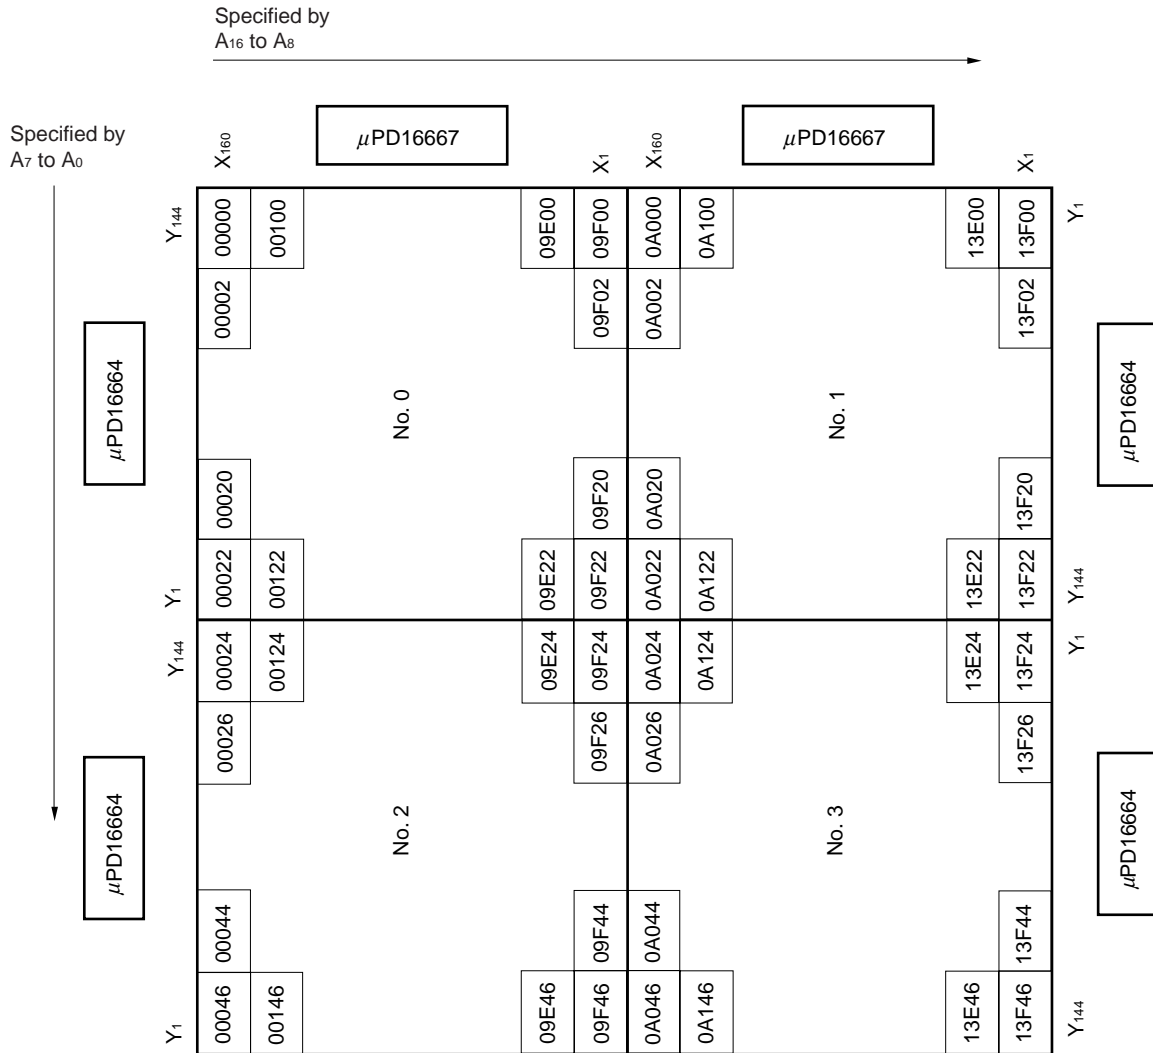 Specified by
A₁₆ to A₈
Specified by
A₇ to A₀
X₁₆₀
μPD16667
X₁
X₁₆₀
μPD16667
X₁
Y₁₄₄
00000
00100
09E00
09F00
0A000
0A100
13E00
13F00
Y₁
00002
09F02
0A002
13F02
μPD16664
No. 0
No. 1
μPD16664
00020
09F20
0A020
13F20
Y₁
00022
00122
09E22
09F22
0A022
0A122
13E22
13F22
Y₁₄₄
Y₁₄₄
00024
00124
09E24
09F24
0A024
0A124
13E24
13F24
Y₁
00026
09F26
0A026
13F26
μPD16664
No. 2
No. 3
μPD16664
00044
09F44
0A044
13F44
Y₁
00046
00146
09E46
09F46
0A046
0A146
13E46
13F46
Y₁₄₄